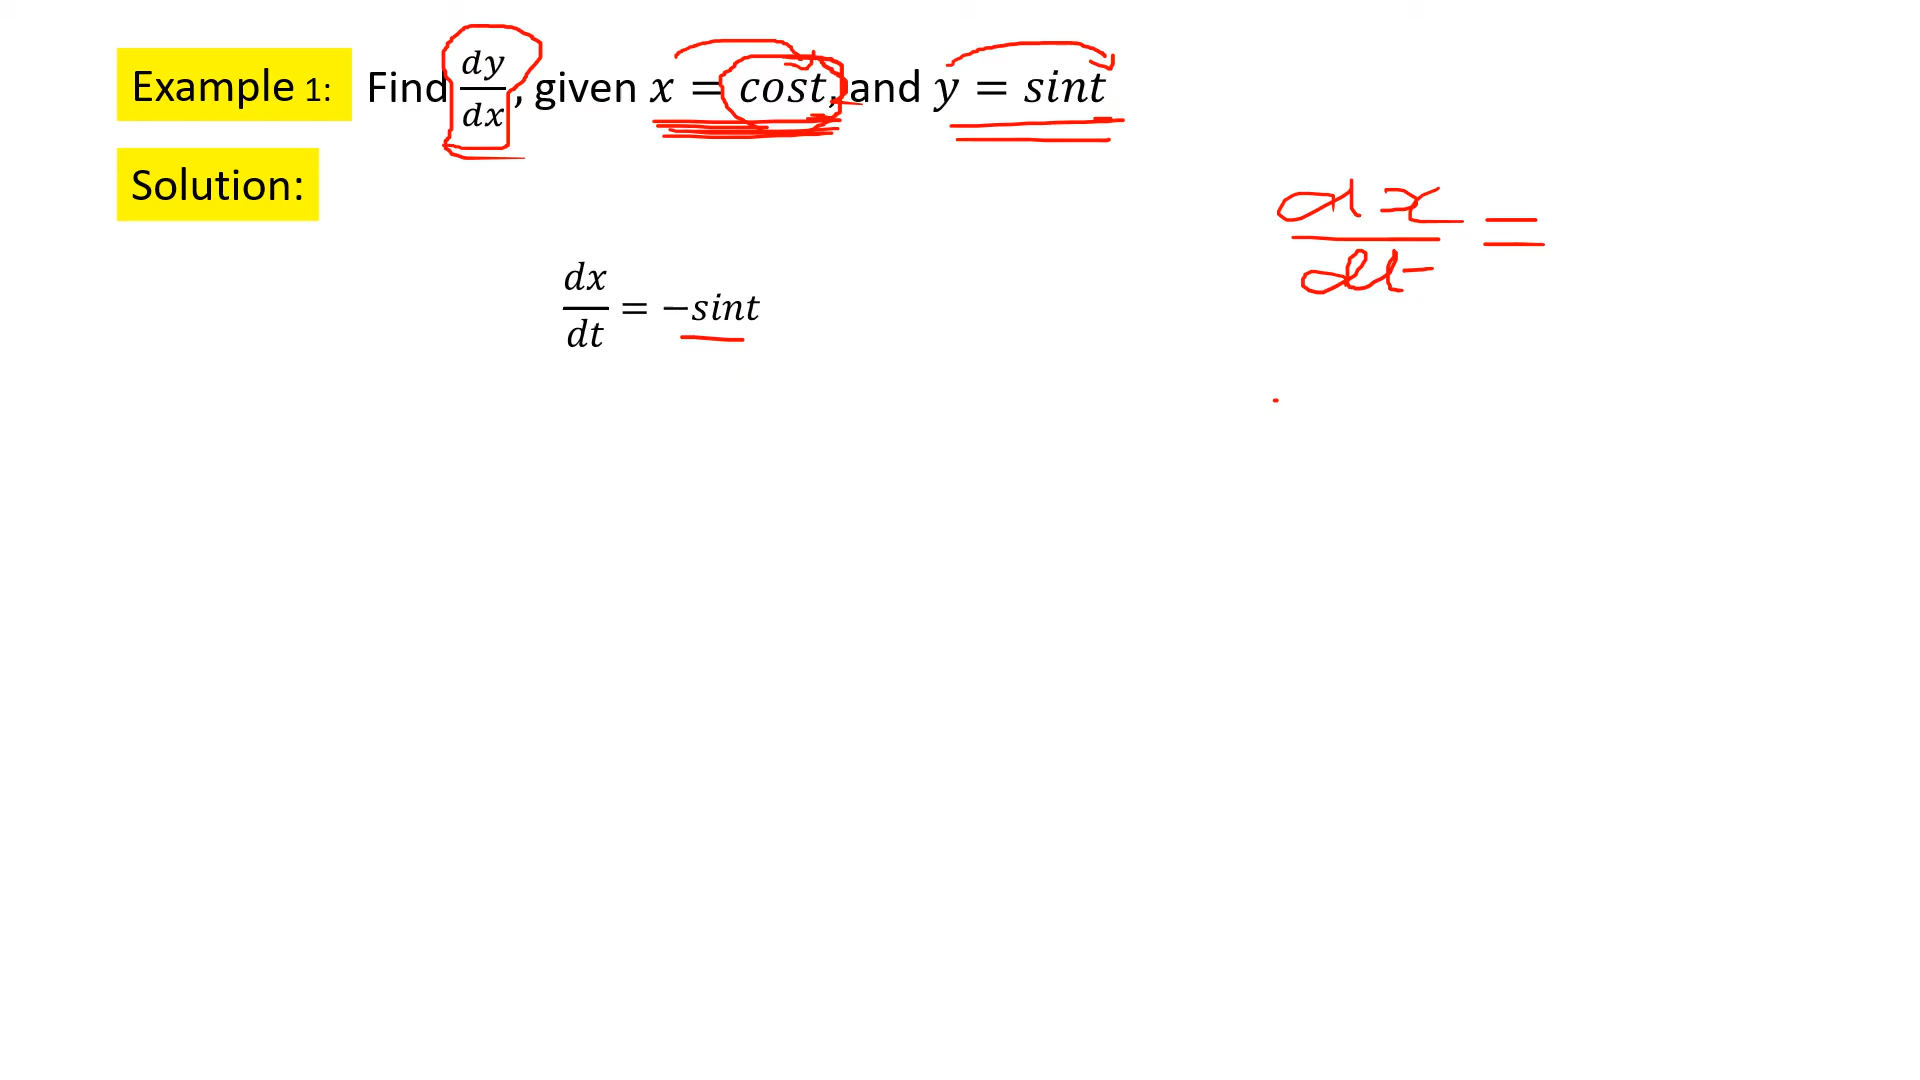 Example 1: Find dy/dx, given x = cost, and y = sint
Solution:
dx/dt =
dx/dt = −sint